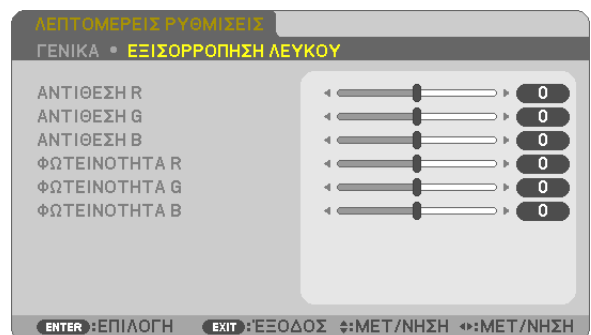 ΛΕΠΤΟΜΕΡΕΙΣ ΡΥΘΜΙΣΕΙΣ
ΓΕΝΙΚΑ • ΕΞΙΣΟΡΡΟΠΗΣΗ ΛΕΥΚΟΥ
ΑΝΤΙΘΕΣΗ R 0
ΑΝΤΙΘΕΣΗ G 0
ΑΝΤΙΘΕΣΗ B 0
ΦΩΤΕΙΝΟΤΗΤΑ R 0
ΦΩΤΕΙΝΟΤΗΤΑ G 0
ΦΩΤΕΙΝΟΤΗΤΑ B 0
ENTER :ΕΠΙΛΟΓΗ EXIT :ΈΞΟΔΟΣ :ΜΕΤ/ΝΗΣΗ :ΜΕΤ/ΝΗΣΗ